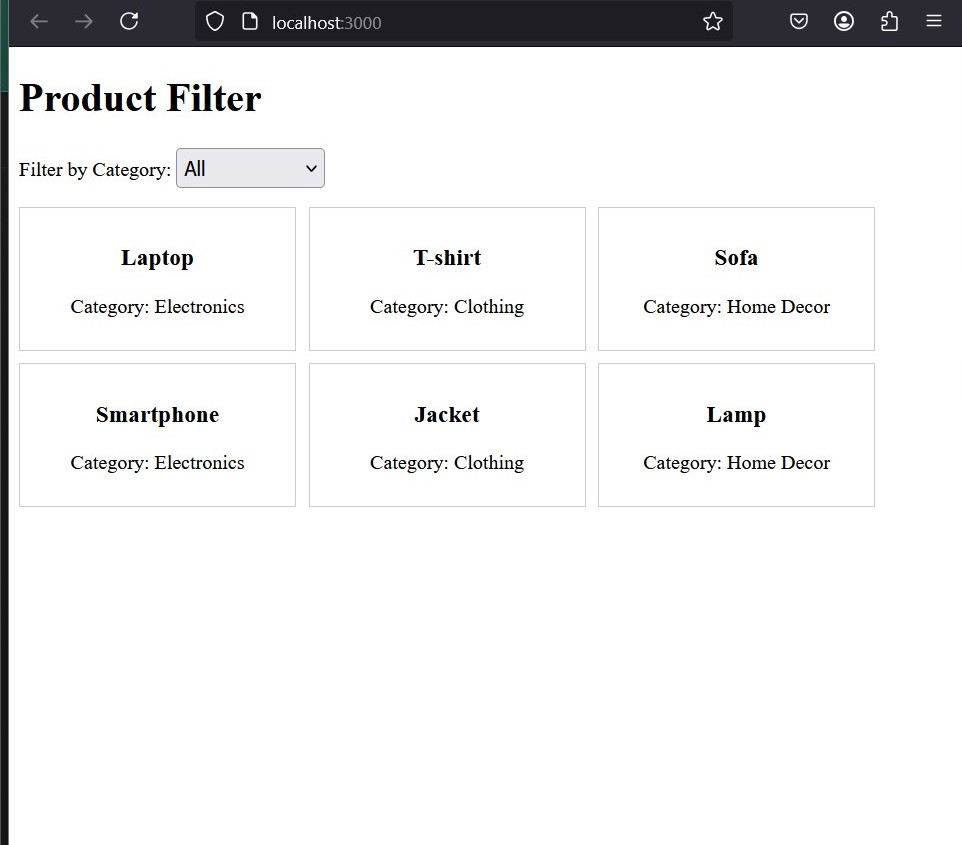 localhost:3000
Product Filter
Filter by Category: All
Laptop
Category: Electronics
T-shirt
Category: Clothing
Sofa
Category: Home Decor
Smartphone
Category: Electronics
Jacket
Category: Clothing
Lamp
Category: Home Decor